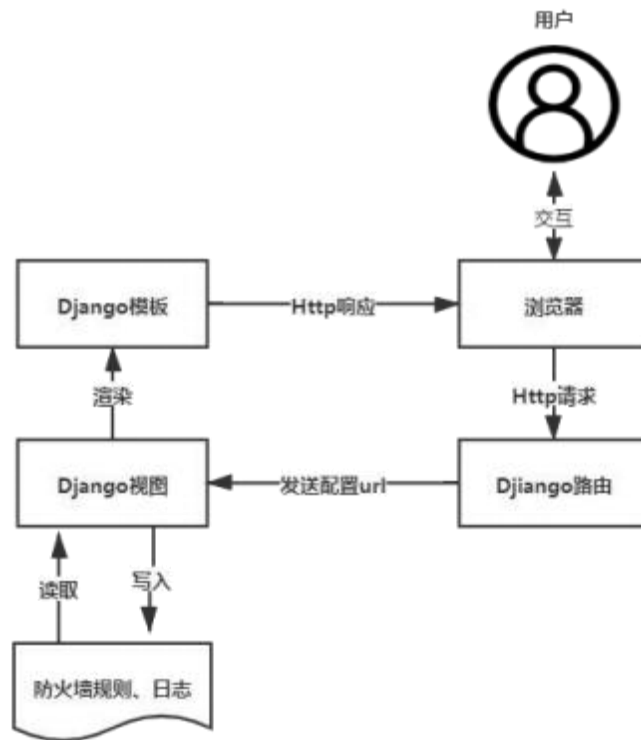 用户
交互
Django模板
Http响应
浏览器
渲染
Http请求
Django视图
发送配置url
Djiango路由
读取
写入
防火墙规则、日志